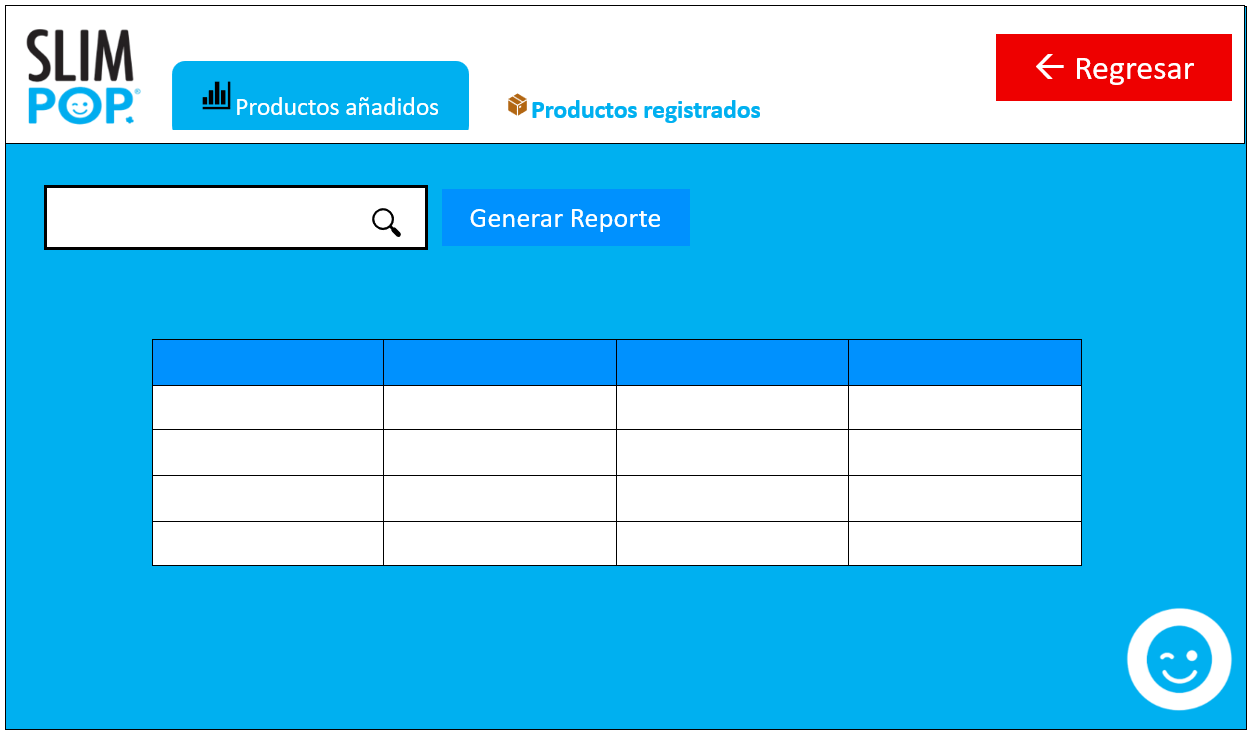 SLIM
POP.®
Productos añadidos
Productos registrados
← Regresar
Generar Reporte